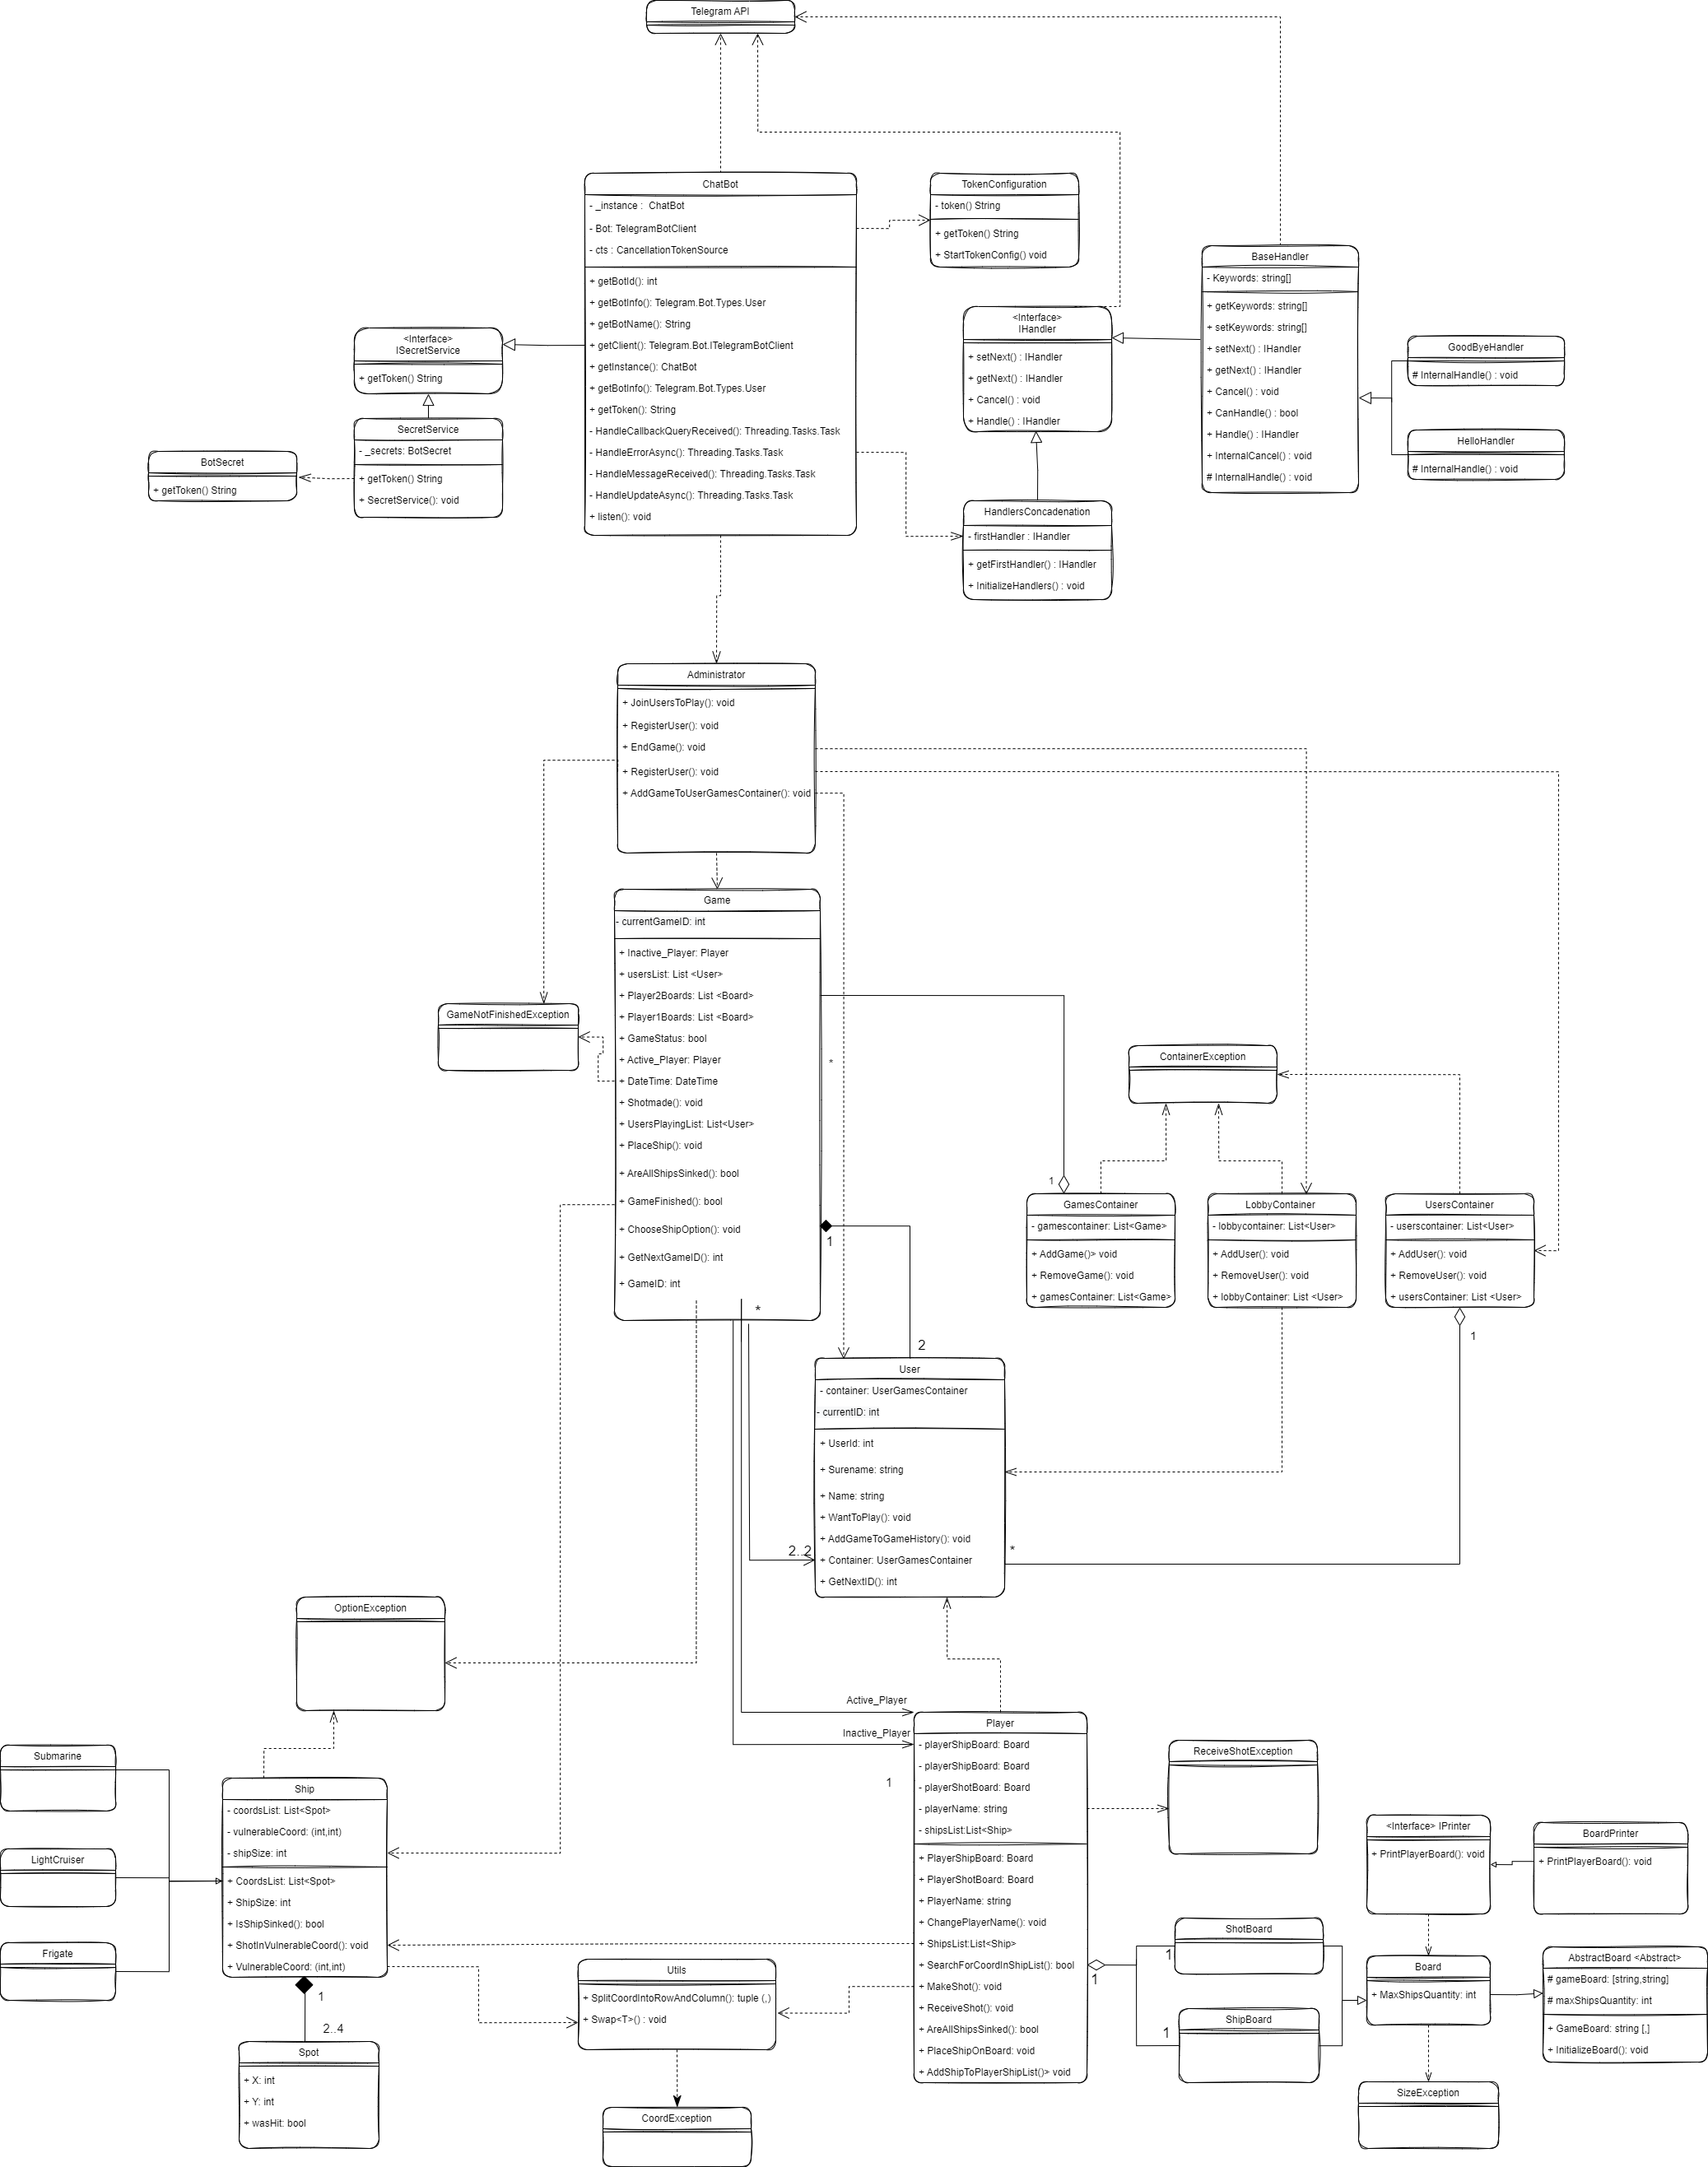 Telegram API
ChatBot
- _instance :  ChatBot
- Bot: TelegramBotClient
- cts : CancellationTokenSource
+ getBotId(): int
+ getBotInfo(): Telegram.Bot.Types.User
+ getBotName(): String
+ getClient(): Telegram.Bot.ITelegramBotClient
+ getInstance(): ChatBot
+ getBotInfo(): Telegram.Bot.Types.User
+ getToken(): String
- HandleCallbackQueryReceived(): Threading.Tasks.Task
- HandleErrorAsync(): Threading.Tasks.Task
- HandleMessageReceived(): Threading.Tasks.Task
- HandleUpdateAsync(): Threading.Tasks.Task
+ listen(): void
TokenConfiguration
- token() String
+ getToken() String
+ StartTokenConfig() void
BaseHandler
- Keywords: string[]
+ getKeywords: string[]
+ setKeywords: string[]
+ setNext() : IHandler
+ getNext() : IHandler
+ Cancel() : void
+ CanHandle() : bool
+ Handle() : IHandler
+ InternalCancel() : void
# InternalHandle() : void
<Interface>
IHandler
+ setNext() : IHandler
+ getNext() : IHandler
+ Cancel() : void
+ Handle() : IHandler
GoodByeHandler
# InternalHandle() : void
HelloHandler
# InternalHandle() : void
<Interface>
ISecretService
+ getToken() String
SecretService
- _secrets: BotSecret
+ getToken() String
+ SecretService(): void
BotSecret
+ getToken() String
HandlersConcadenation
- firstHandler : IHandler
+ getFirstHandler() : IHandler
+ InitializeHandlers() : void
Administrator
+ JoinUsersToPlay(): void
+ RegisterUser(): void
+ EndGame(): void
+ RegisterUser(): void
+ AddGameToUserGamesContainer(): void
Game
- currentGameID: int
+ Inactive_Player: Player
+ usersList: List <User>
+ Player2Boards: List <Board>
+ Player1Boards: List <Board>
+ GameStatus: bool
+ Active_Player: Player
+ DateTime: DateTime
+ Shotmade(): void
+ UsersPlayingList: List<User>
+ PlaceShip(): void
+ AreAllShipsSinked(): bool
+ GameFinished(): bool
+ ChooseShipOption(): void
+ GetNextGameID(): int
+ GameID: int
*
*
1
2
GameNotFinishedException
ContainerException
1
GamesContainer
- gamescontainer: List<Game>
+ AddGame()> void
+ RemoveGame(): void
+ gamesContainer: List<Game>
LobbyContainer
- lobbycontainer: List<User>
+ AddUser(): void
+ RemoveUser(): void
+ lobbyContainer: List <User>
UsersContainer
- userscontainer: List<User>
+ AddUser(): void
+ RemoveUser(): void
+ usersContainer: List <User>
1
User
- container: UserGamesContainer
- currentID: int
+ UserId: int
+ Surename: string
+ Name: string
+ WantToPlay(): void
+ AddGameToGameHistory(): void
+ Container: UserGamesContainer
+ GetNextID(): int
2..2
*
OptionException
Active_Player
Inactive_Player
1
Player
- playerShipBoard: Board
- playerShipBoard: Board
- playerShotBoard: Board
- playerName: string
- shipsList:List<Ship>
+ PlayerShipBoard: Board
+ PlayerShotBoard: Board
+ PlayerName: string
+ ChangePlayerName(): void
+ ShipsList:List<Ship>
+ SearchForCoordInShipList(): bool
+ MakeShot(): void
+ ReceiveShot(): void
+ AreAllShipsSinked(): bool
+ PlaceShipOnBoard: void
+ AddShipToPlayerShipList()> void
ReceiveShotException
Submarine
LightCruiser
Frigate
Ship
- coordsList: List<Spot>
- vulnerableCoord: (int,int)
- shipSize: int
+ CoordsList: List<Spot>
+ ShipSize: int
+ IsShipSinked(): bool
+ ShotInVulnerableCoord(): void
+ VulnerableCoord: (int,int)
1
2..4
Spot
+ X: int
+ Y: int
+ wasHit: bool
Utils
+ SplitCoordIntoRowAndColumn(): tuple (,)
+ Swap<T>() : void
CoordException
1
1
1
ShotBoard
ShipBoard
<Interface> IPrinter
+ PrintPlayerBoard(): void
BoardPrinter
+ PrintPlayerBoard(): void
Board
+ MaxShipsQuantity: int
AbstractBoard <Abstract>
# gameBoard: [string,string]
# maxShipsQuantity: int
+ GameBoard: string [,]
+ InitializeBoard(): void
SizeException